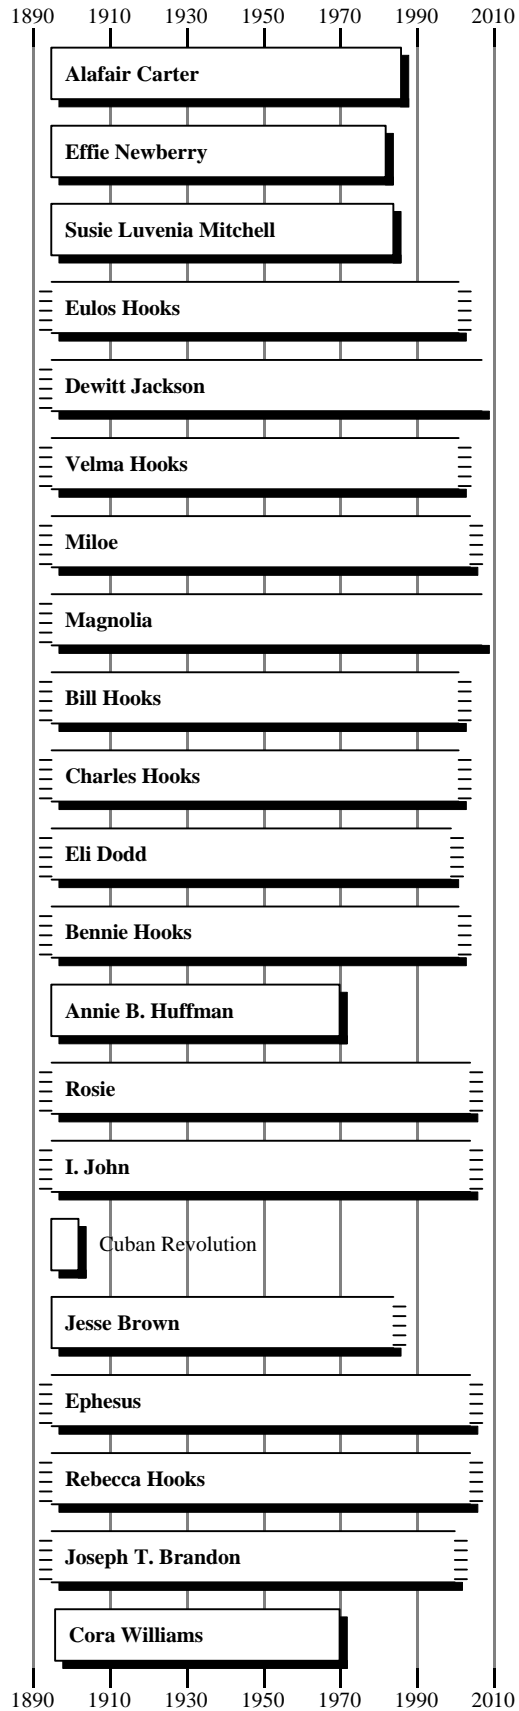 1890 1910 1930 1950 1970 1990 2010
Alafair Carter
Effie Newberry
Susie Luvenia Mitchell
Eulos Hooks
Dewitt Jackson
Velma Hooks
Miloe
Magnolia
Bill Hooks
Charles Hooks
Eli Dodd
Bennie Hooks
Annie B. Huffman
Rosie
I. John
Cuban Revolution
Jesse Brown
Ephesus
Rebecca Hooks
Joseph T. Brandon
Cora Williams
1890 1910 1930 1950 1970 1990 2010